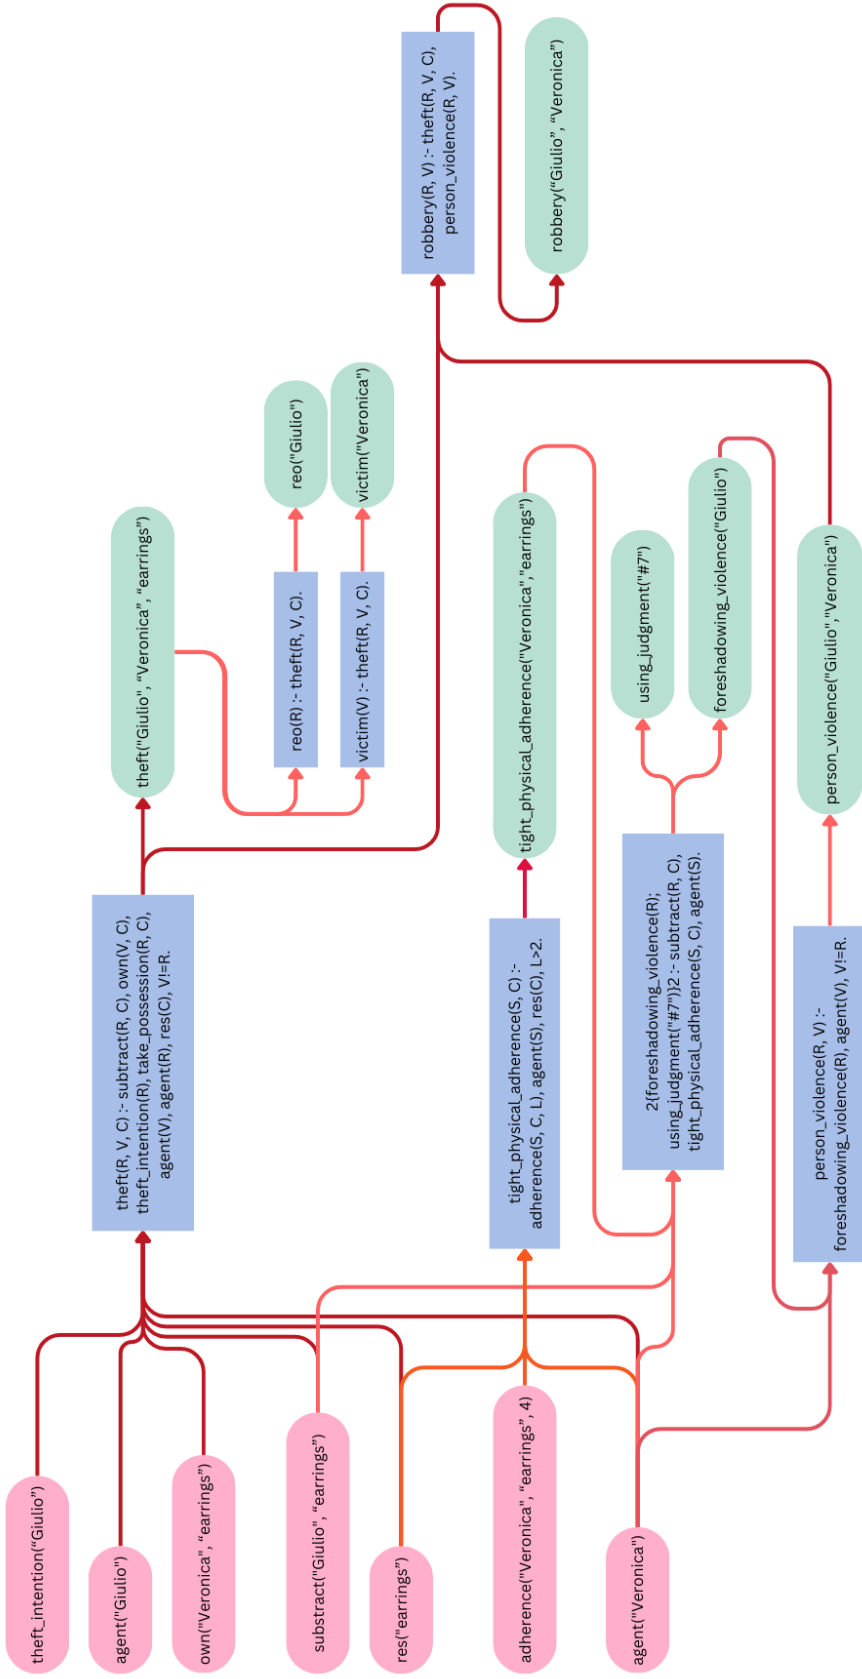 theft_intention(“Giulio”)
agent("Giulio")
own("Veronica", “earrings”)
substract("Giulio", “earrings”)
res("earrings”)
adherence("Veronica", “earrings”, 4)
agent("Veronica")
theft(R, V, C) :- subtract(R, C), own(V, C),
theft_intention(R), take_possession(R, C),
agent(V), agent(R), res(C), V!=R.
tight_physical_adherence(S, C) :-
adherence(S, C, L), agent(S), res(C), L>2.
2{foreshadowing_violence(R);
using_judgment("#7")}2 :- subtract(R, C),
tight_physical_adherence(S, C), agent(S).
person_violence(R, V) :-
foreshadowing_violence(R), agent(V), V!=R.
theft("Giulio", “Veronica”, “earrings”)
reo(R) :- theft(R, V, C).
victim(V) :- theft(R, V, C).
tight_physical_adherence("Veronica","earrings")
using_judgment("#7")
foreshadowing_violence("Giulio")
person_violence("Giulio","Veronica")
reo("Giulio")
victim("Veronica")
robbery(R, V) :- theft(R, V, C),
person_violence(R, V).
robbery(“Giulio”, “Veronica”)